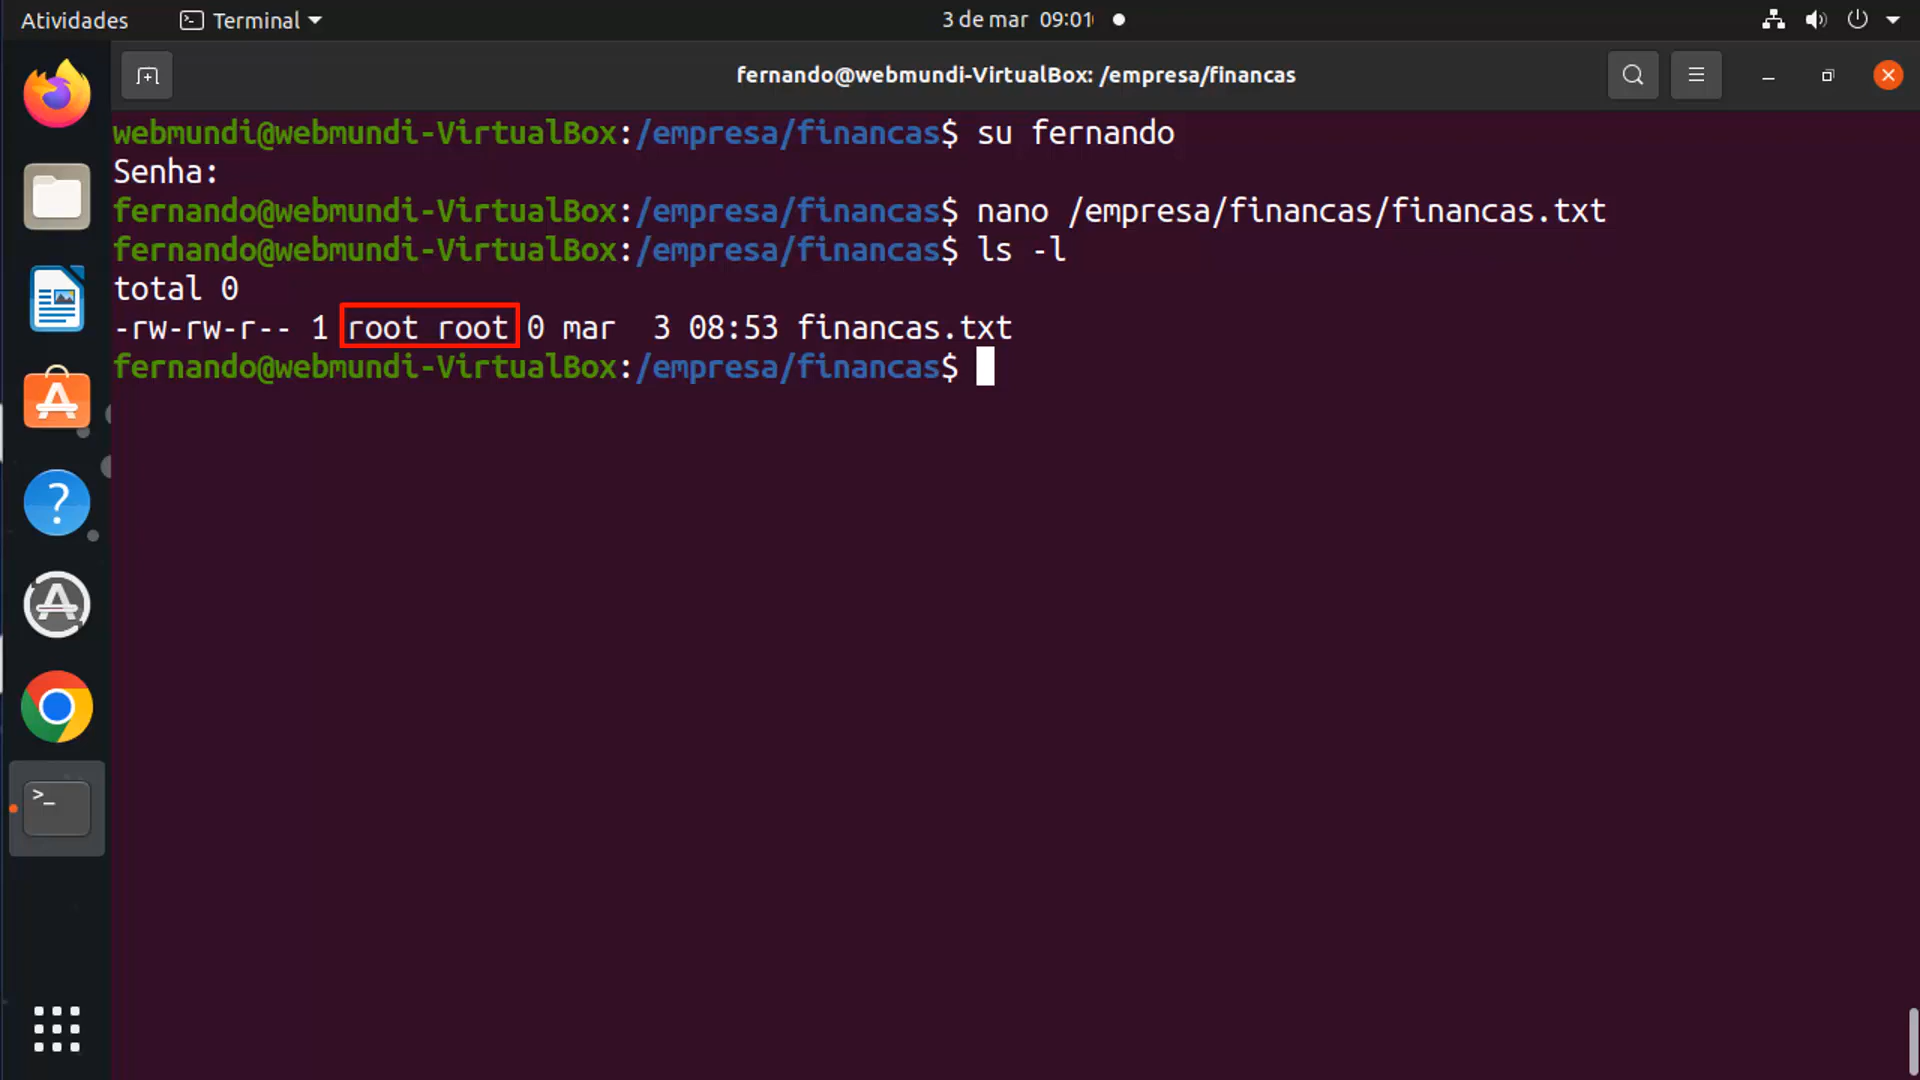 Atividades Terminal 3 de mar 09:01
fernando@webmundi-VirtualBox: /empresa/financas
webmundi@webmundi-VirtualBox:/empresa/financas$ su fernando
Senha:
fernando@webmundi-VirtualBox:/empresa/financas$ nano /empresa/financas/financas.txt
fernando@webmundi-VirtualBox:/empresa/financas$ ls -l
total 0
-rw-rw-r-- 1 root root 0 mar  3 08:53 financas.txt
fernando@webmundi-VirtualBox:/empresa/financas$